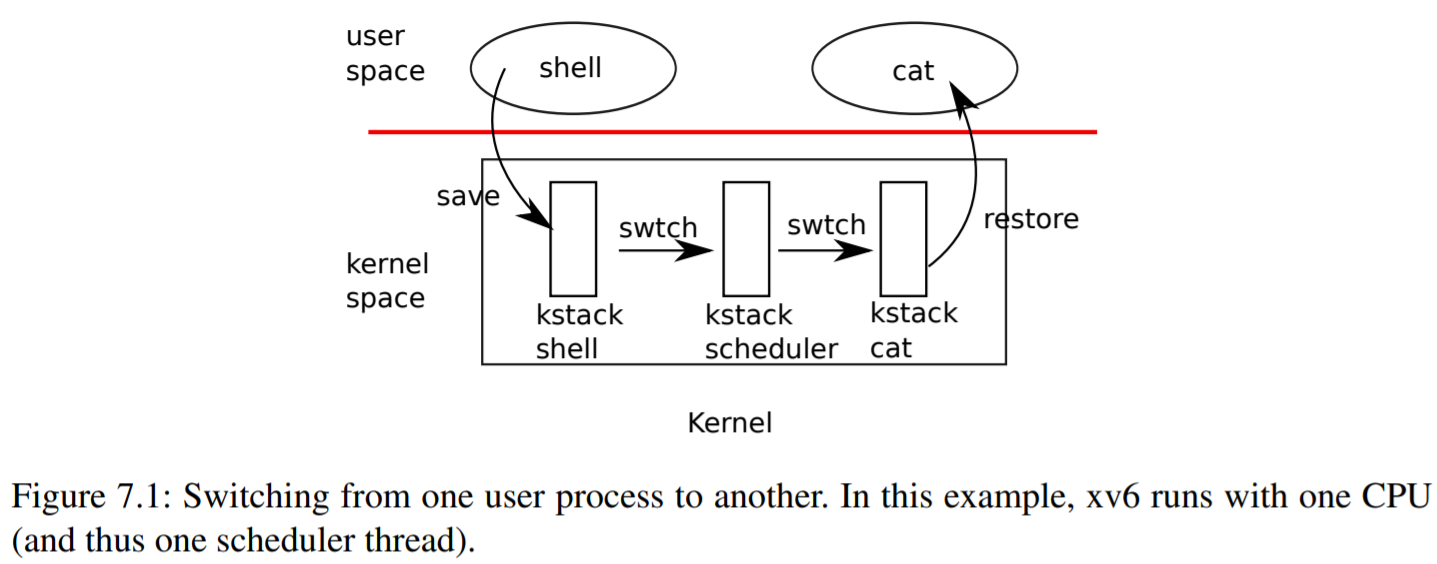 user
space
shell
cat
save
swtch
swtch
restore
kernel
space
kstack
shell
kstack
scheduler
kstack
cat
Kernel
Figure 7.1: Switching from one user process to another. In this example, xv6 runs with one CPU
(and thus one scheduler thread).